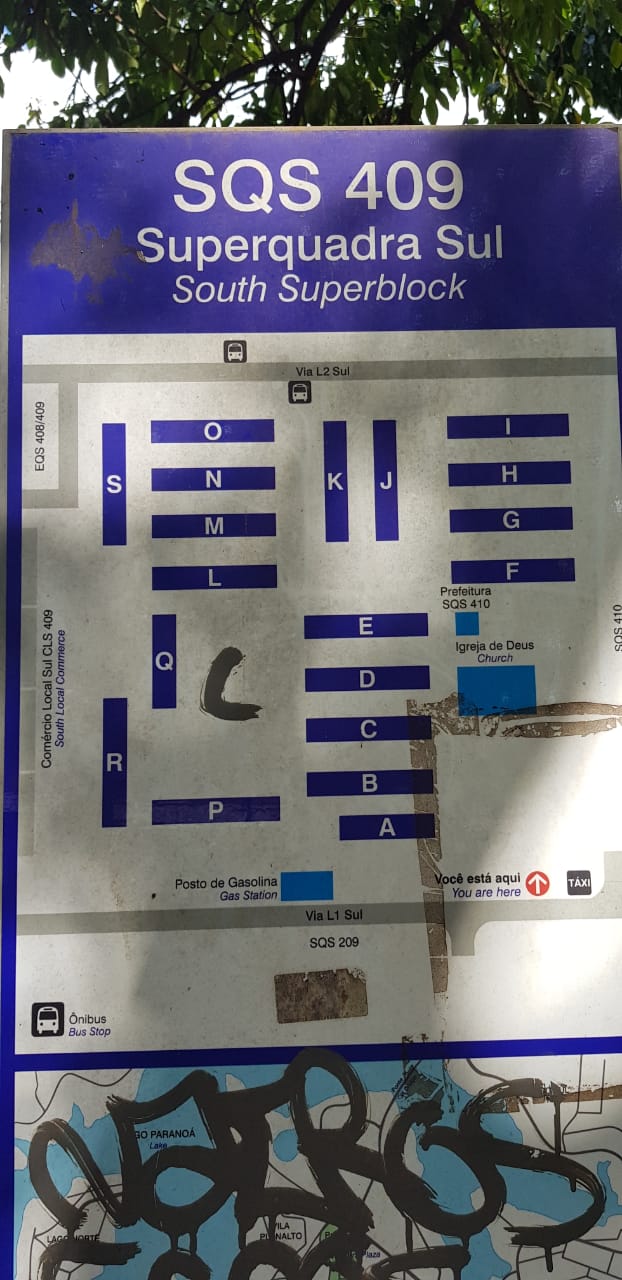 SQS 409
Superquadra Sul
South Superblock
Via L2 Sul
EQS 408/409
O
I
S
N
K
J
H
M
G
L
F
Prefeitura
SQS 410
SQS 410
Comércio Local Sul CLS 409
South Local Commerce
E
Igreja de Deus
Church
Q
D
C
R
B
P
A
Posto de Gasolina
Gas Station
Você está aqui
You are here
TÁXI
Via L1 Sul
SQS 209
Ônibus
Bus Stop
GO PARANOÁ
Lake
LAGO NORTE
VILA
PLANALTO
Plaza